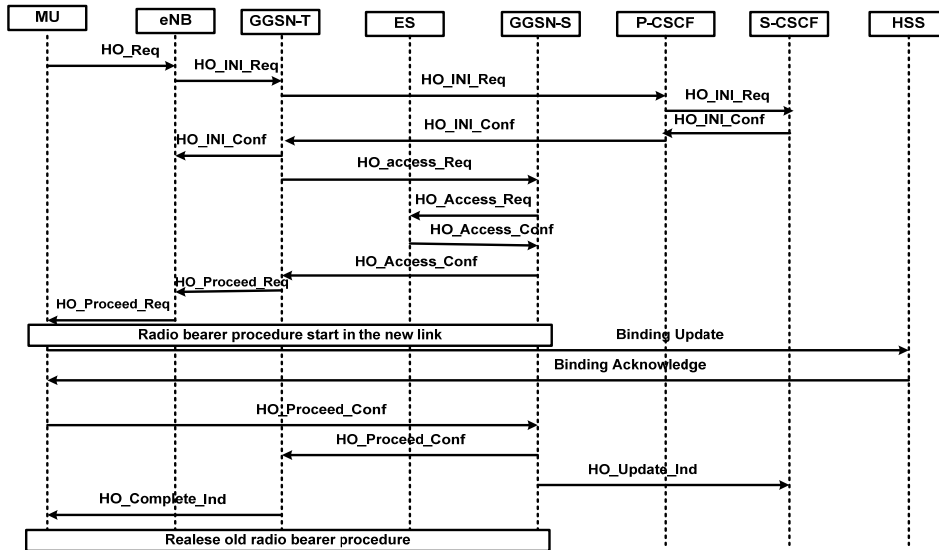 MU
eNB
GGSN-T
ES
GGSN-S
P-CSCF
S-CSCF
HSS
HO_Req
HO_INI_Req
HO_INI_Req
HO_INI_Req
HO_INI_Conf
HO_INI_Conf
HO_INI_Conf
HO_access_Req
HO_Access_Req
HO_Access_Conf
HO_Access_Conf
HO_Proceed_Req
HO_Proceed_Req
Radio bearer procedure start in the new link
Binding Update
Binding Acknowledge
HO_Proceed_Conf
HO_Proceed_Conf
HO_Update_Ind
HO_Complete_Ind
Realese old radio bearer procedure